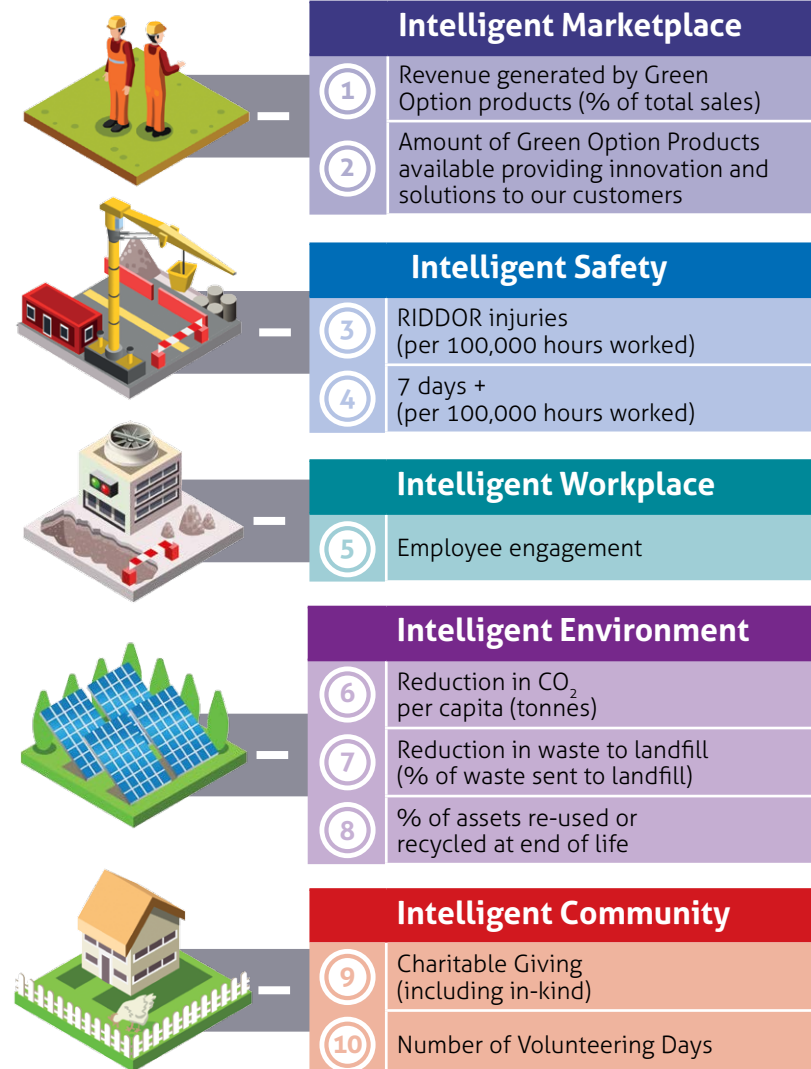 Intelligent Marketplace
1
Revenue generated by Green
Option products (% of total sales)
2
Amount of Green Option Products
available providing innovation and
solutions to our customers
Intelligent Safety
3
RIDDOR injuries
(per 100,000 hours worked)
4
7 days +
(per 100,000 hours worked)
Intelligent Workplace
5
Employee engagement
Intelligent Environment
6
Reduction in CO₂
per capita (tonnes)
7
Reduction in waste to landfill
(% of waste sent to landfill)
8
% of assets re-used or
recycled at end of life
Intelligent Community
9
Charitable Giving
(including in-kind)
10
Number of Volunteering Days